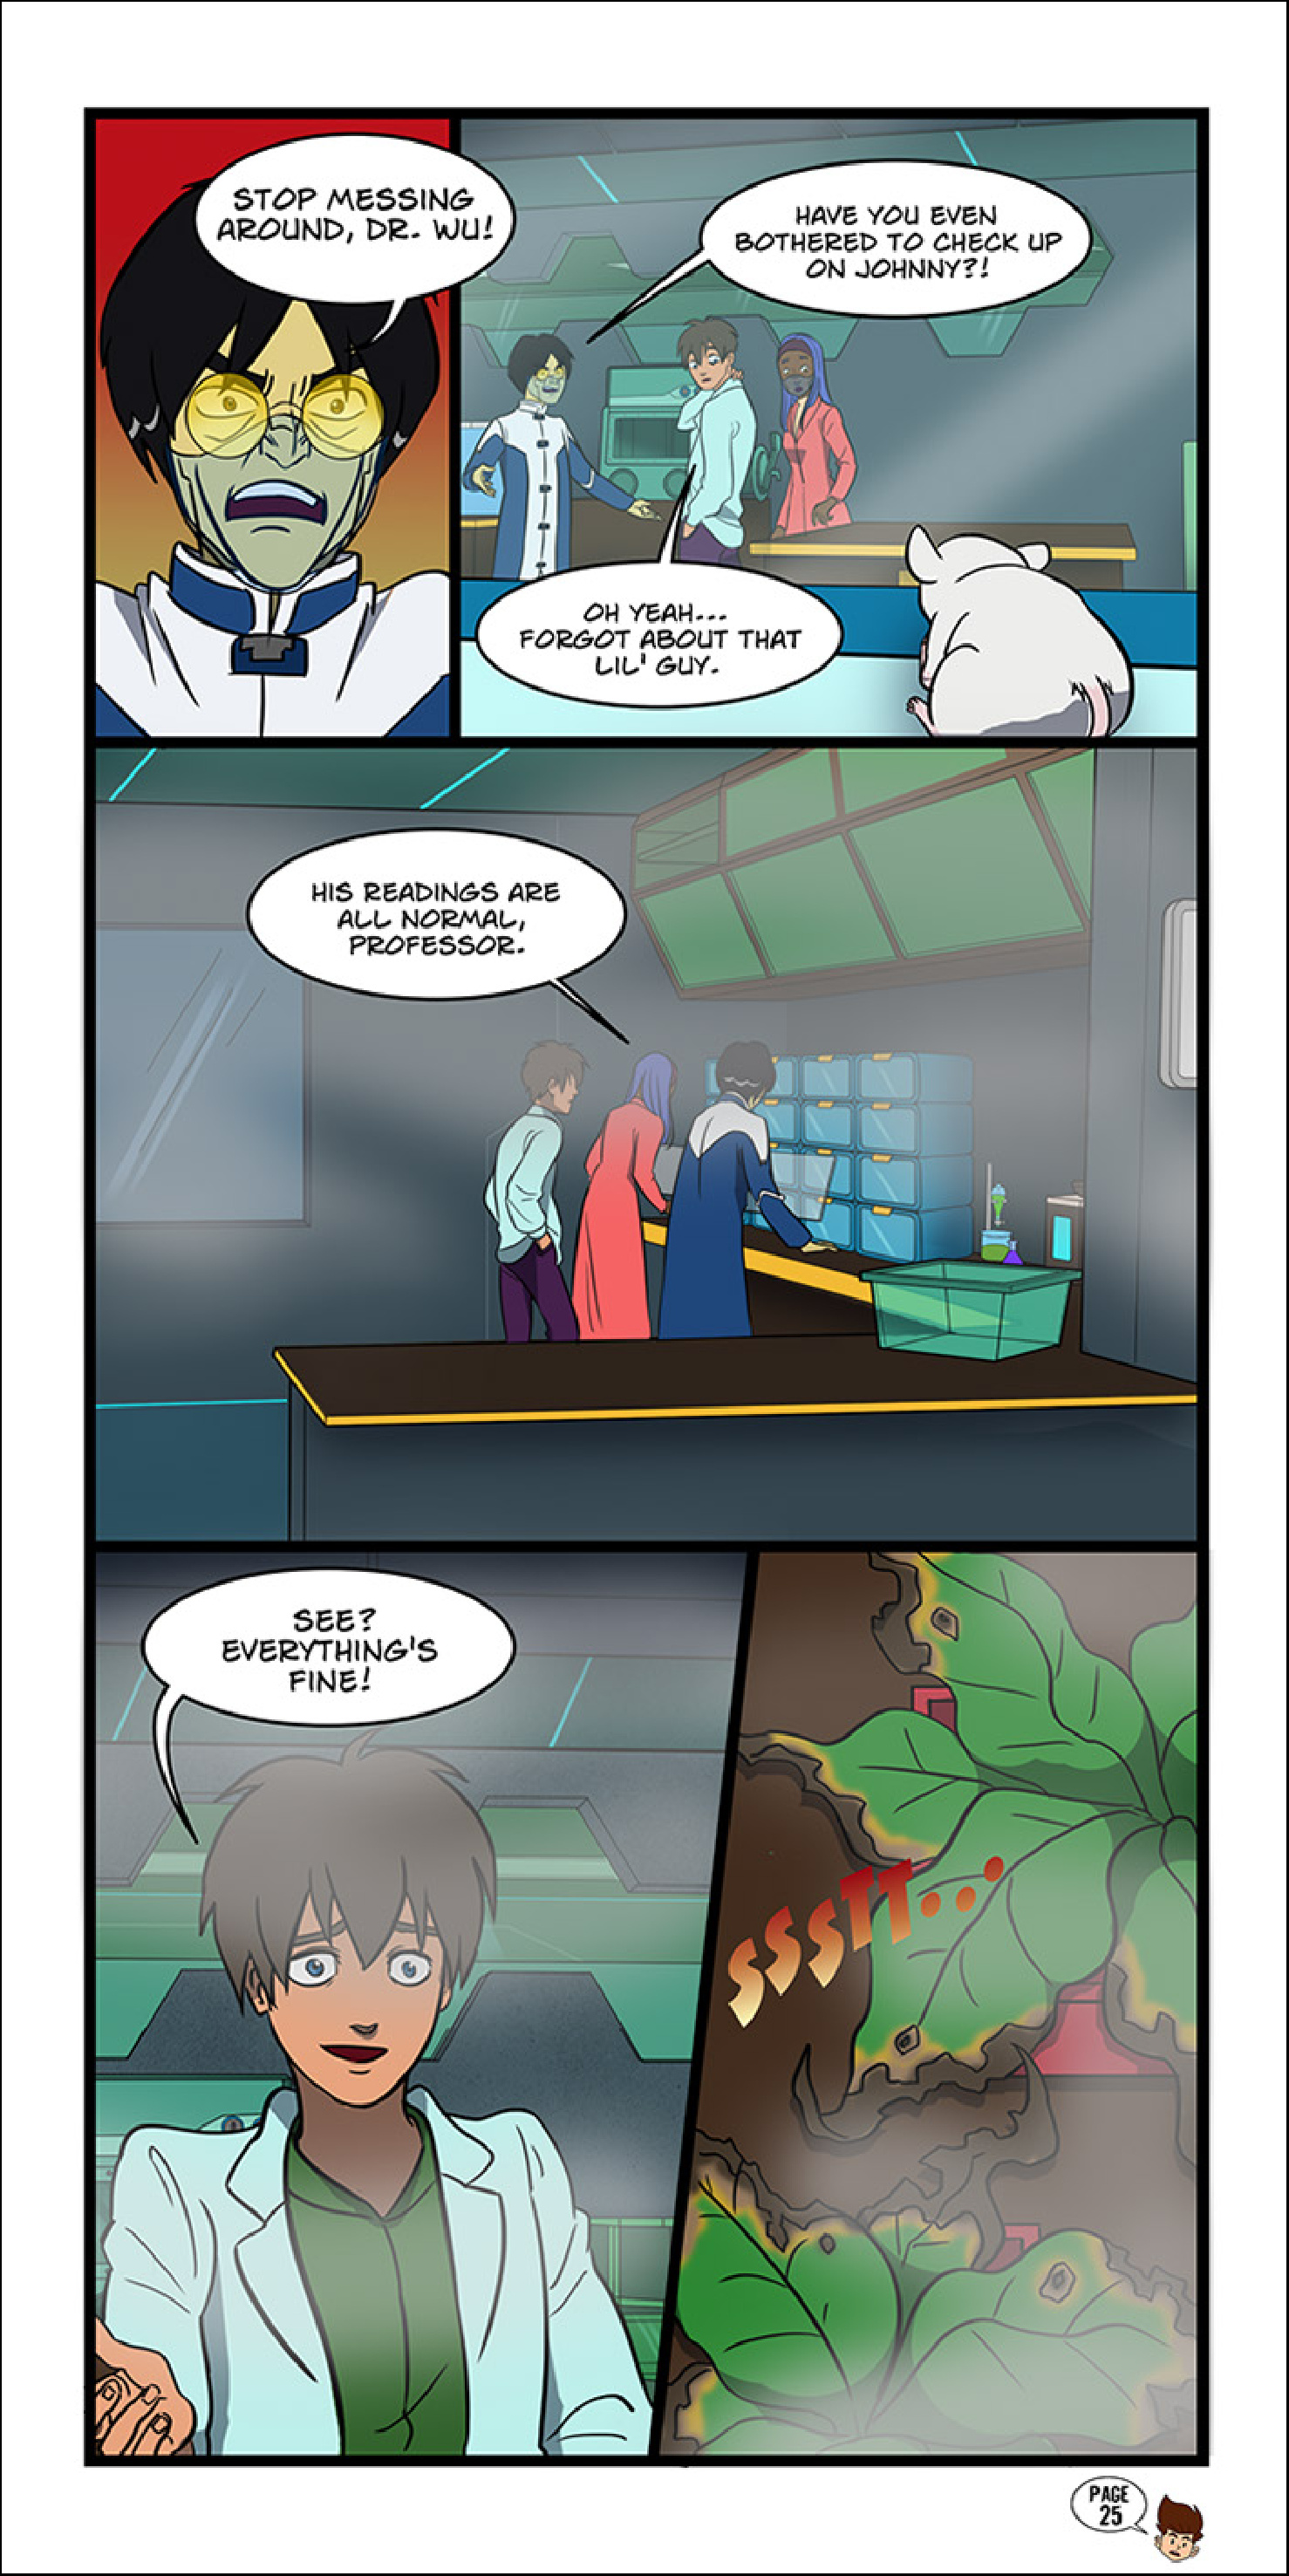 STOP MESSING
AROUND, DR. WU!
HAVE YOU EVEN
BOTHERED TO CHECK UP
ON JOHNNY?!
OH YEAH...
FORGOT ABOUT THAT
LIL' GUY.
HIS READINGS ARE
ALL NORMAL,
PROFESSOR.
SEE?
EVERYTHING'S
FINE!
SSSTT...
PAGE
25